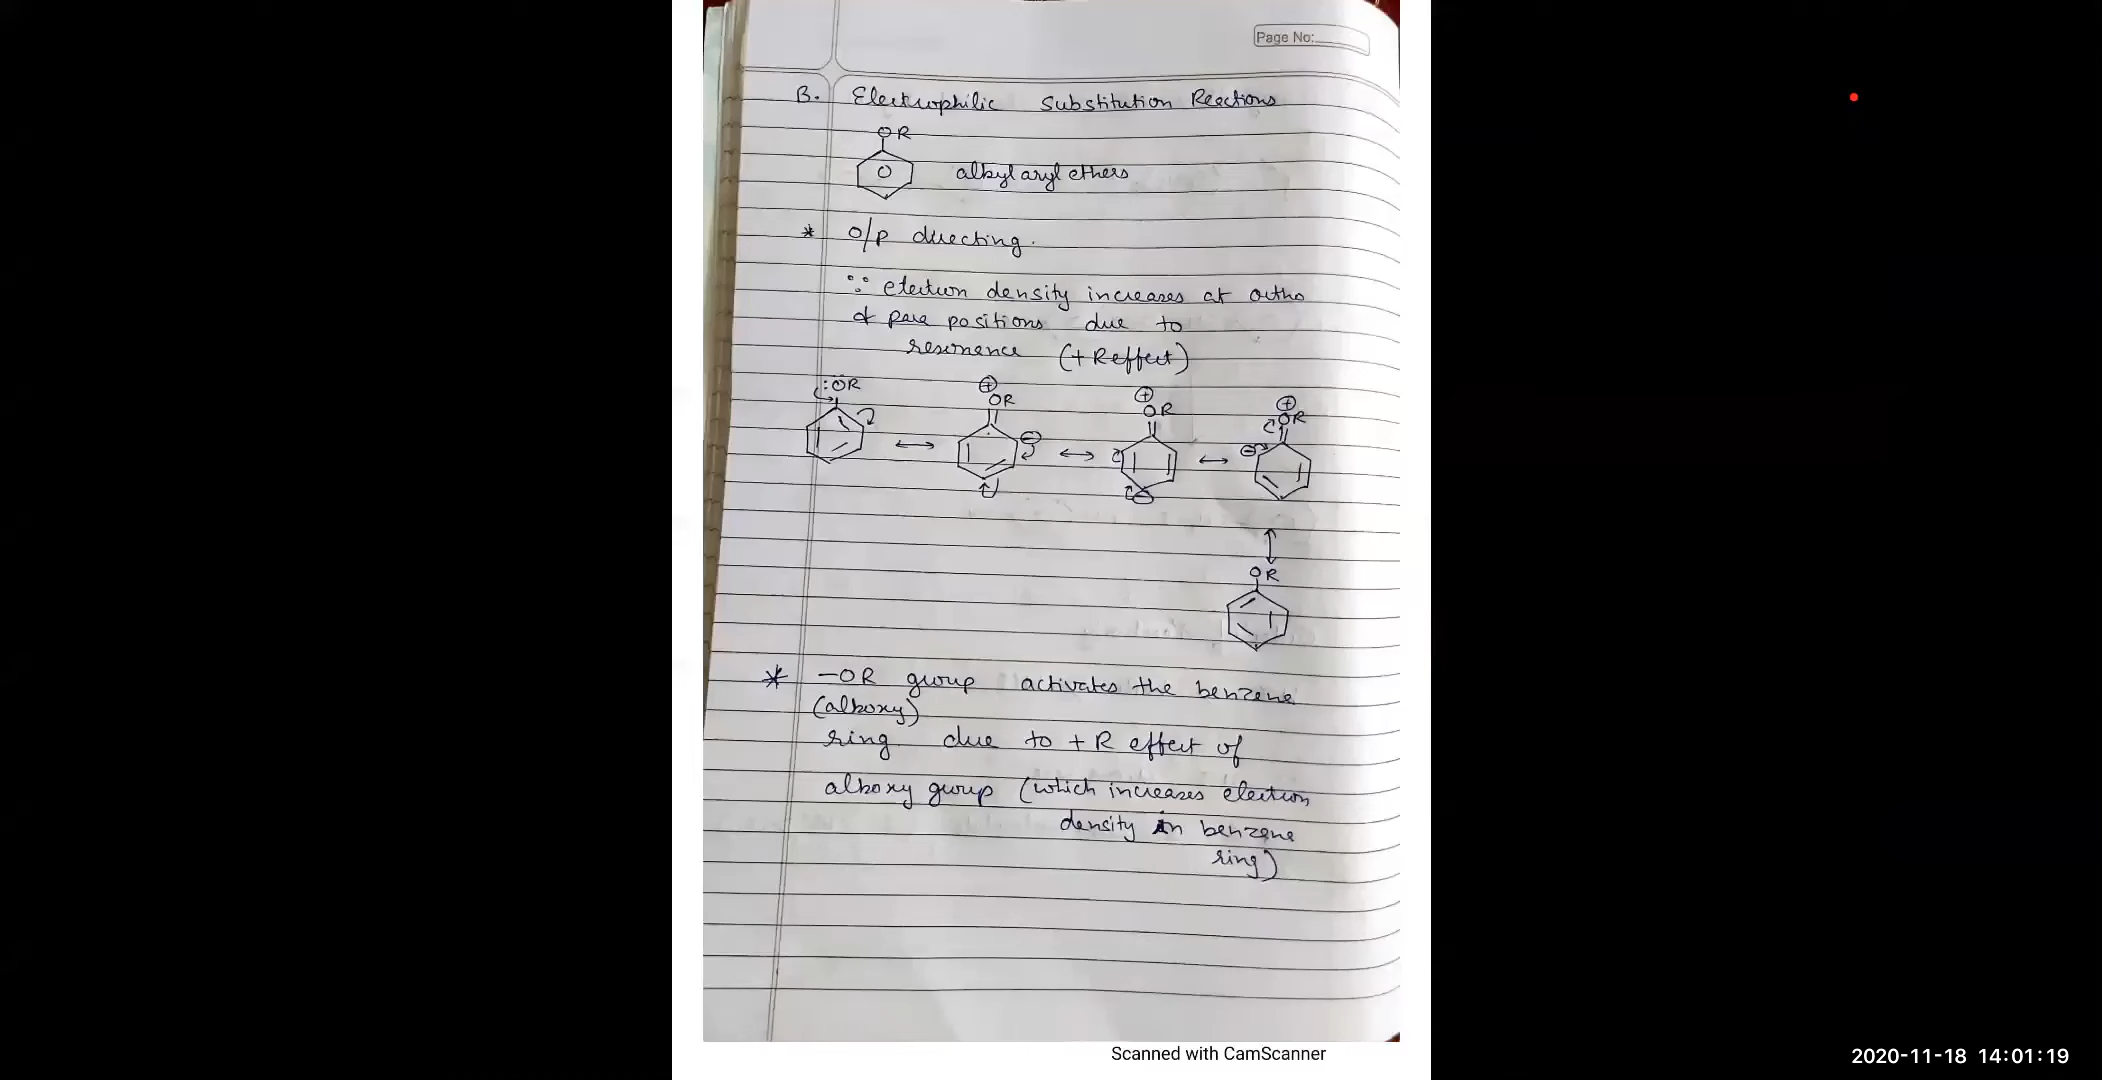 Page No:
B. Electrophilic Substitution Reactions
OR
alkyl aryl ethers
* o/p directing.
∵ electron density increases at ortho
& para positions due to
resonance (+ R effect)
:ÖR ⊕ ⊕ ⊕
OR OR OR
⊖ ⊖ ⊖
OR
* -OR group activates the benzene
(alkoxy)
ring due to + R effect of
alkoxy group (which increases electron
density in benzene
ring)
Scanned with CamScanner
2020-11-18 14:01:19